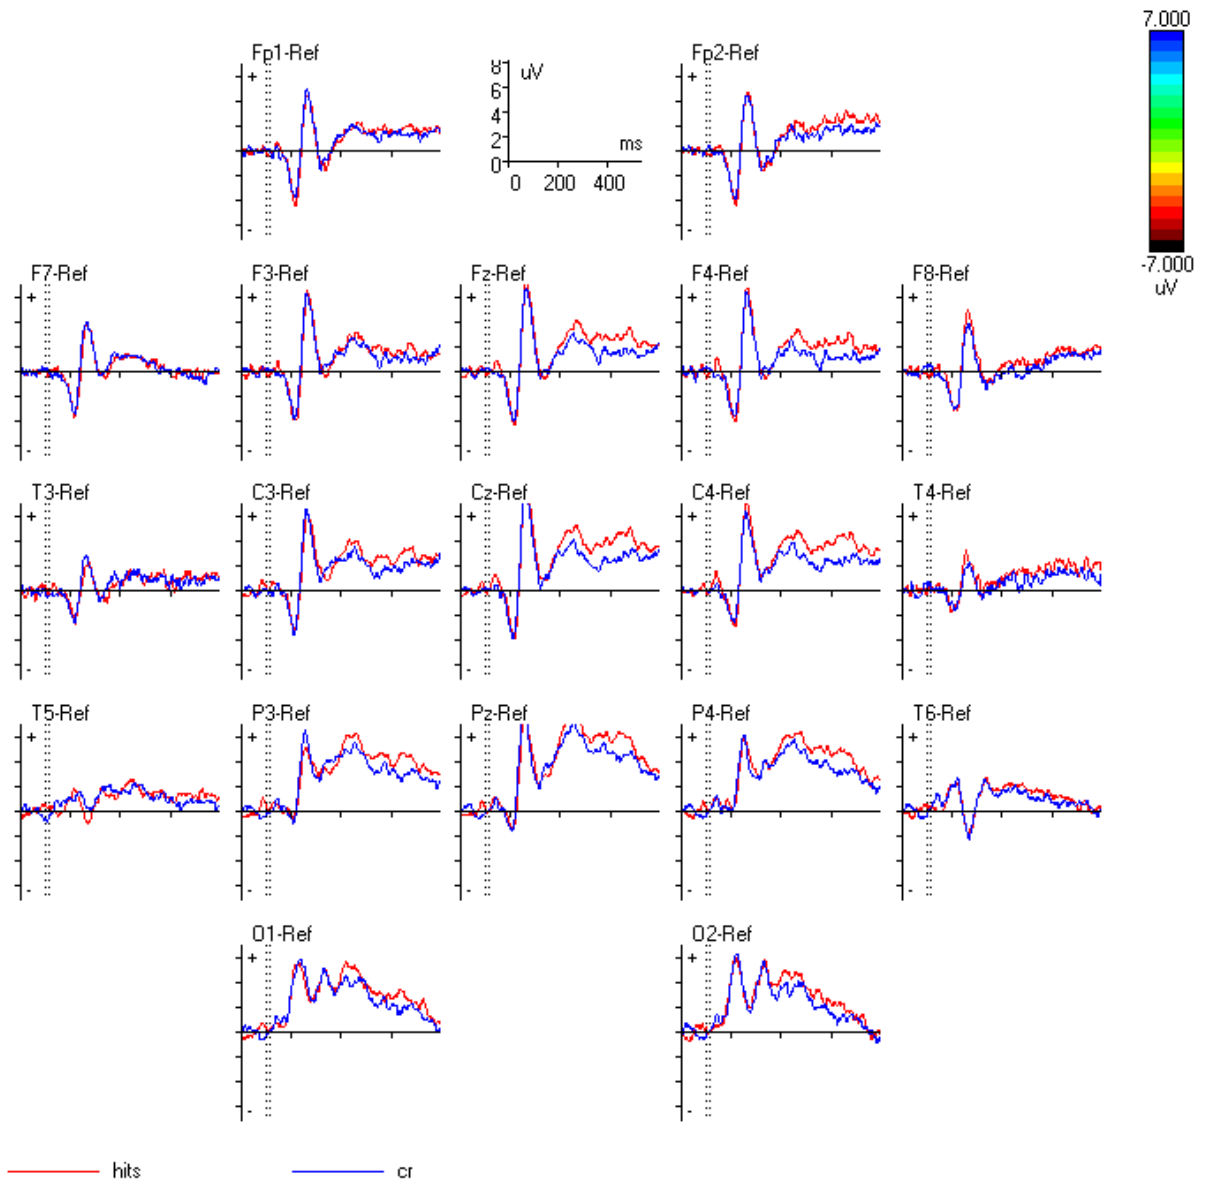 7.000
Fp1-Ref
Fp2-Ref
8
uV
6
4
2
0
ms
0 200 400
-7.000
uV
+
-
+
-
F7-Ref
F3-Ref
Fz-Ref
F4-Ref
F8-Ref
+
-
+
-
+
-
+
-
+
-
T3-Ref
C3-Ref
Cz-Ref
C4-Ref
T4-Ref
+
-
+
-
+
-
+
-
+
-
T5-Ref
P3-Ref
Pz-Ref
P4-Ref
T6-Ref
+
-
+
-
+
-
+
-
+
-
O1-Ref
O2-Ref
+
-
+
-
hits
cr